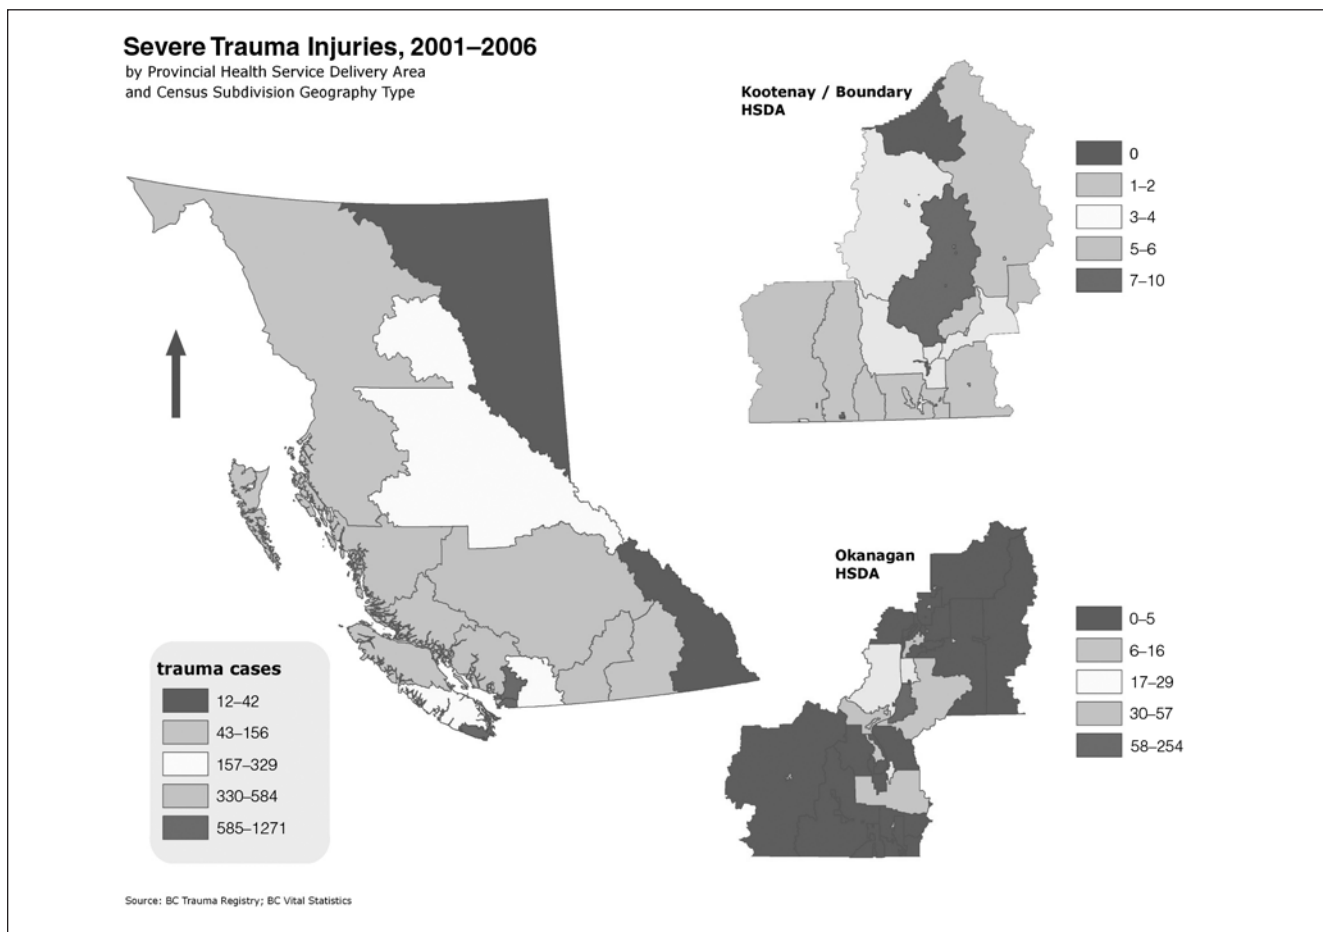 Severe Trauma Injuries, 2001–2006
by Provincial Health Service Delivery Area
and Census Subdivision Geography Type
Kootenay / Boundary
HSDA
0
1–2
3–4
5–6
7–10
Okanagan
HSDA
0–5
6–16
17–29
30–57
58–254
trauma cases
12–42
43–156
157–329
330–584
585–1271
Source: BC Trauma Registry; BC Vital Statistics